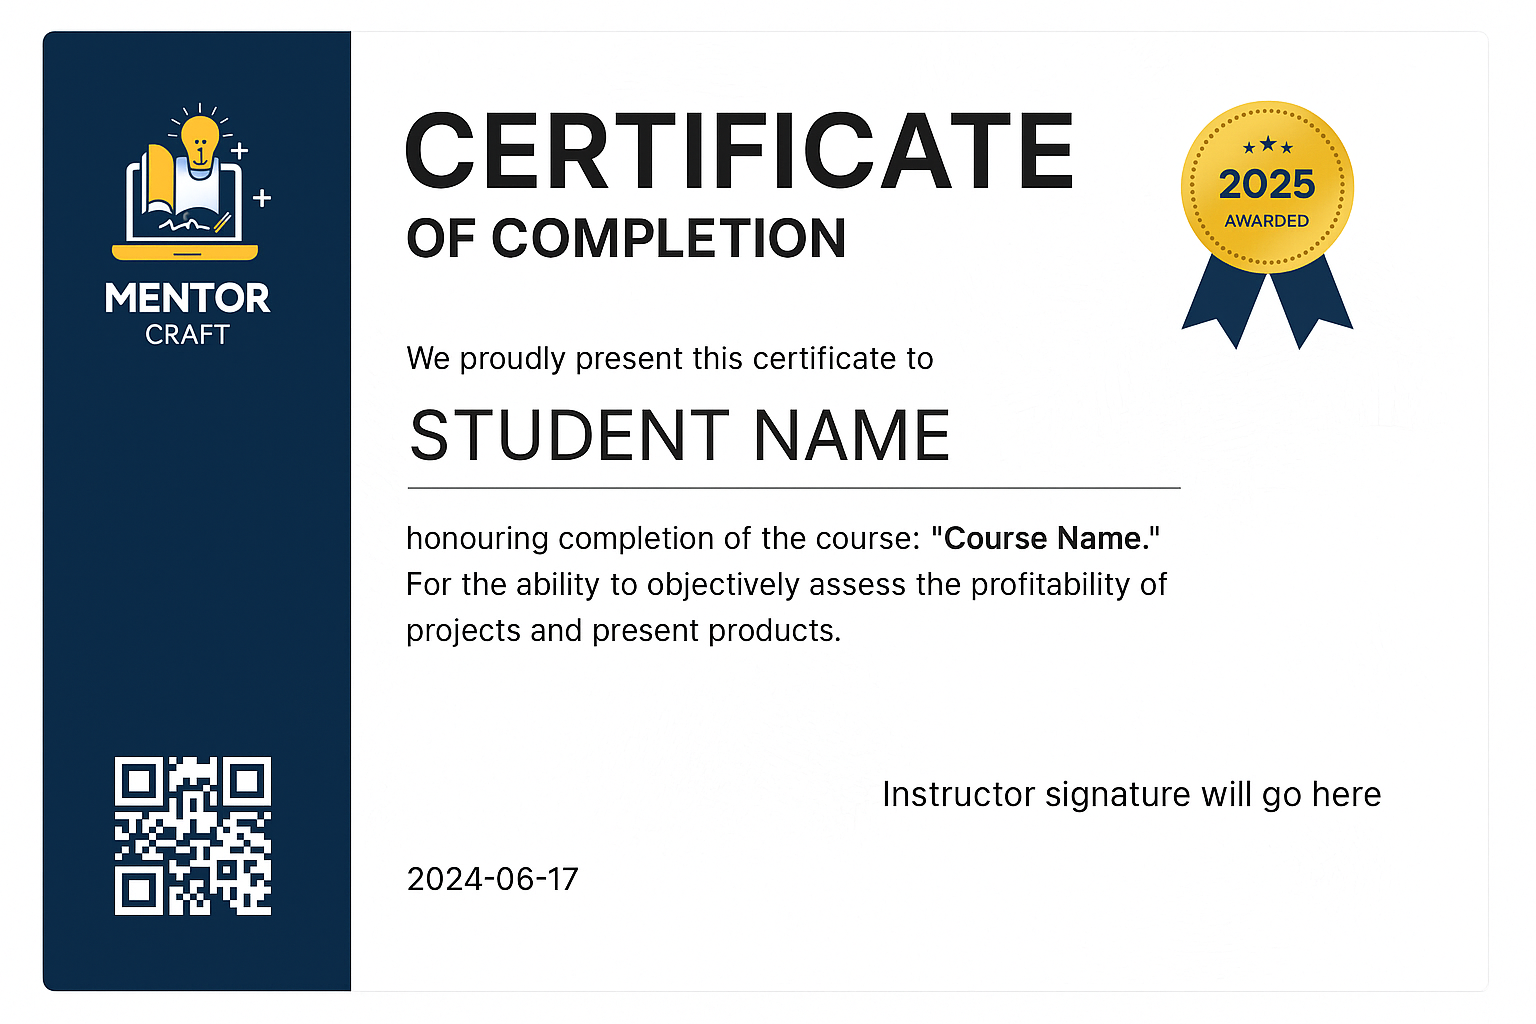 MENTOR
CRAFT
CERTIFICATE
OF COMPLETION
2025
AWARDED
We proudly present this certificate to
STUDENT NAME
honouring completion of the course: "Course Name."
For the ability to objectively assess the profitability of
projects and present products.
Instructor signature will go here
2024-06-17